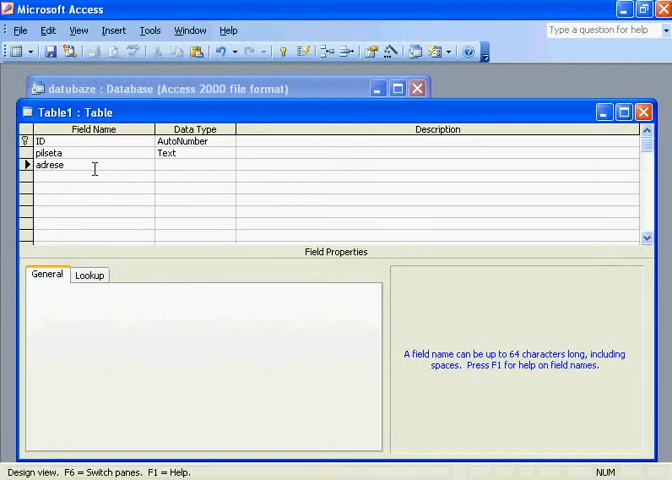 Microsoft Access
File Edit View Insert Tools Window Help
Type a question for help
datubaze : Database (Access 2000 file format)
Table1 : Table
Field Name Data Type Description
ID AutoNumber
pilseta Text
adrese
Field Properties
General Lookup
A field name can be up to 64 characters long, including
spaces. Press F1 for help on field names.
Design view. F6 = Switch panes. F1 = Help.
NUM